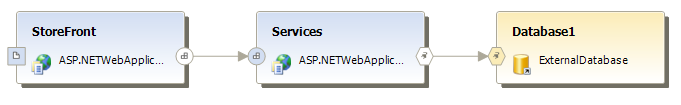 StoreFront
ASP.NETWebApplic...
Services
ASP.NETWebApplic...
Database1
ExternalDatabase